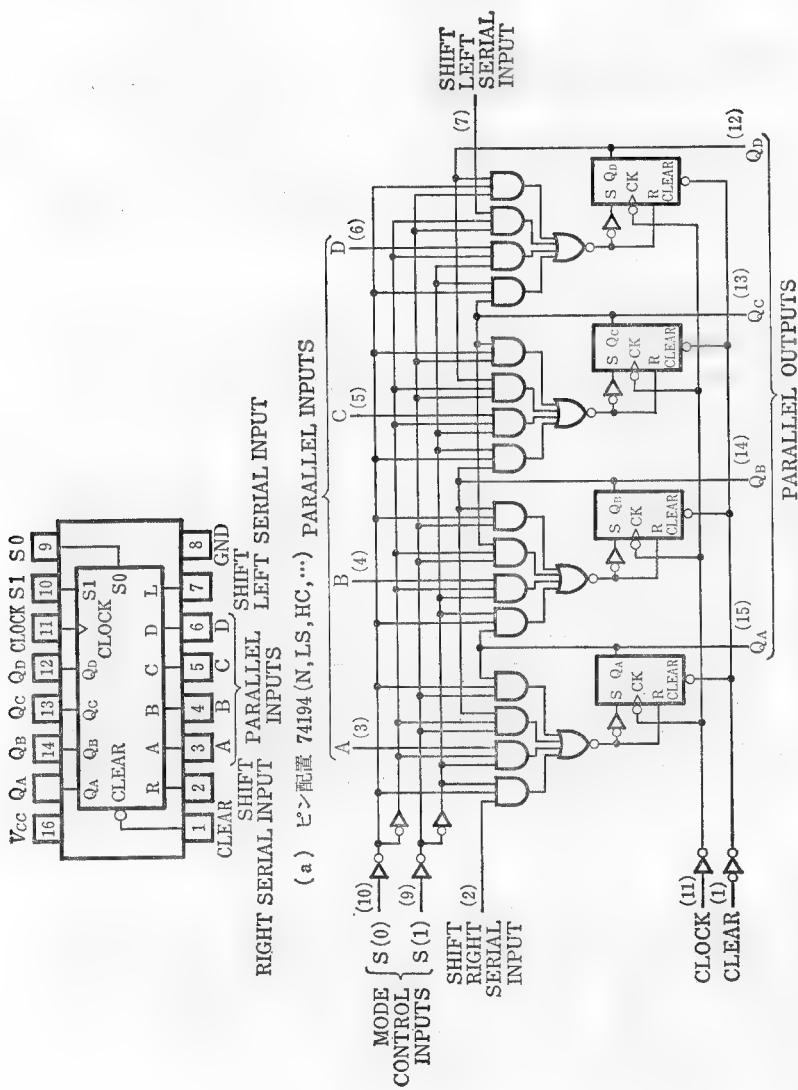 VCC QA QB QC QD CLOCK S1 S0
16 14 13 12 11 10 9
QA QB QC QD CLOCK S1
S0
CLEAR
R A B C D L
1 2 3 4 5 6 7 8
CLEAR
SHIFT
RIGHT SERIAL INPUT
A B C D
PARALLEL
INPUTS
SHIFT
LEFT SERIAL INPUT
GND
(a) ピン配置 74194 (N, LS, HC, …)
PARALLEL INPUTS
A B C D
(3) (4) (5) (6)
SHIFT
LEFT
SERIAL
INPUT
(7)
MODE
CONTROL
INPUTS
S(0) (10)
S(1) (9)
SHIFT
RIGHT
SERIAL
INPUT
(2)
S QA
CK
R
CLEAR
S QB
CK
R
CLEAR
S QC
CK
R
CLEAR
S QD
CK
R
CLEAR
CLOCK (11)
CLEAR (1)
(15) (14) (13) (12)
QA QB QC QD
PARALLEL OUTPUTS